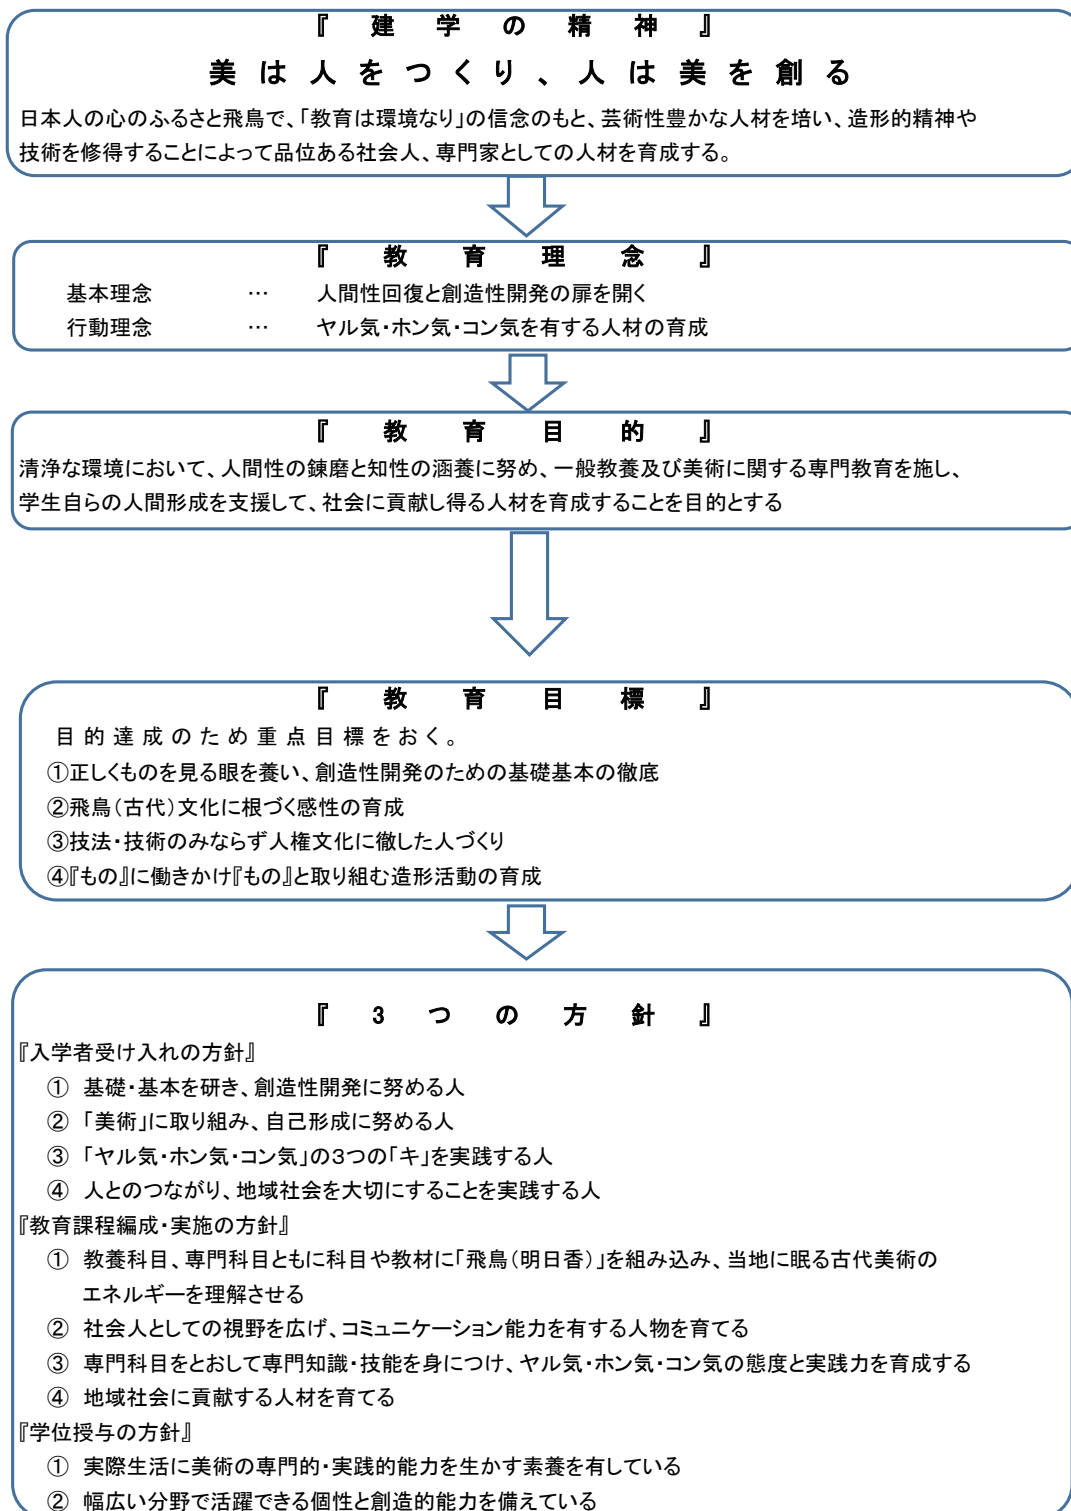 『建学の精神』
美は人をつくり、人は美を創る
日本人の心のふるさと飛鳥で、「教育は環境なり」の信念のもと、芸術性豊かな人材を培い、造形的精神や
技術を修得することによって品位ある社会人、専門家としての人材を育成する。
『教育理念』
基本理念 … 人間性回復と創造性開発の扉を開く
行動理念 … ヤル気・ホン気・コン気を有する人材の育成
『教育目的』
清浄な環境において、人間性の錬磨と知性の涵養に努め、一般教養及び美術に関する専門教育を施し、
学生自らの人間形成を支援して、社会に貢献し得る人材を育成することを目的とする
『教育目標』
目的達成のため重点目標をおく。
①正しくものを見る眼を養い、創造性開発のための基礎基本の徹底
②飛鳥(古代)文化に根づく感性の育成
③技法・技術のみならず人権文化に徹した人づくり
④『もの』に働きかけ『もの』と取り組む造形活動の育成
『3つの方針』
『入学者受け入れの方針』
① 基礎・基本を研き、創造性開発に努める人
② 「美術」に取り組み、自己形成に努める人
③ 「ヤル気・ホン気・コン気」の3つの「キ」を実践する人
④ 人とのつながり、地域社会を大切にすることを実践する人
『教育課程編成・実施の方針』
① 教養科目、専門科目ともに科目や教材に「飛鳥(明日香)」を組み込み、当地に眠る古代美術の
エネルギーを理解させる
② 社会人としての視野を広げ、コミュニケーション能力を有する人物を育てる
③ 専門科目をとおして専門知識・技能を身につけ、ヤル気・ホン気・コン気の態度と実践力を育成する
④ 地域社会に貢献する人材を育てる
『学位授与の方針』
① 実際生活に美術の専門的・実践的能力を生かす素養を有している
② 幅広い分野で活躍できる個性と創造的能力を備えている